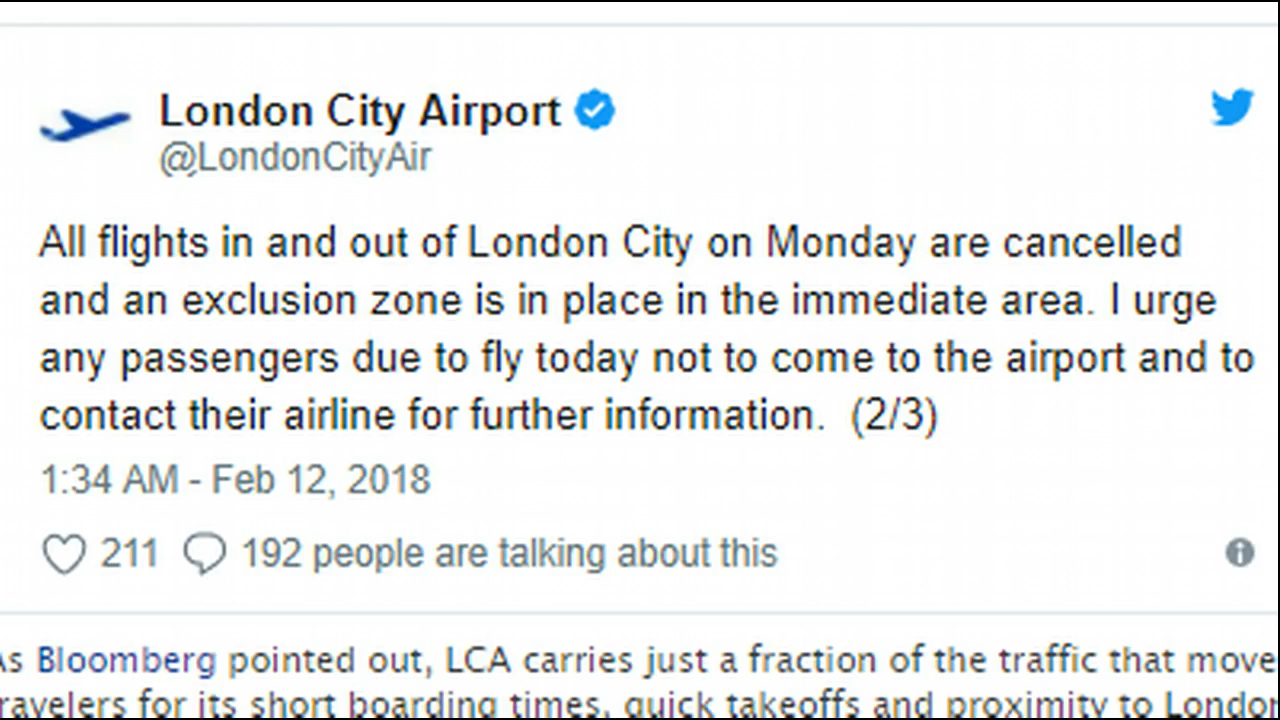 London City Airport
@LondonCityAir
All flights in and out of London City on Monday are cancelled
and an exclusion zone is in place in the immediate area. I urge
any passengers due to fly today not to come to the airport and to
contact their airline for further information. (2/3)
1:34 AM - Feb 12, 2018
211 192 people are talking about this
As Bloomberg pointed out, LCA carries just a fraction of the traffic that move
ravelers for its short boarding times, quick takeoffs and proximity to London